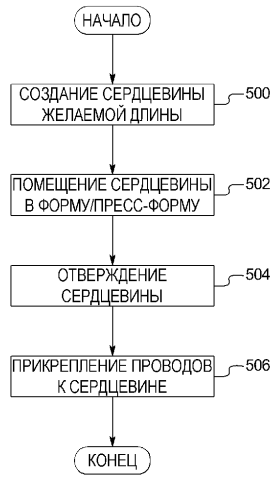 НАЧАЛО
СОЗДАНИЕ СЕРДЦЕВИНЫ
ЖЕЛАЕМОЙ ДЛИНЫ
500
ПОМЕЩЕНИЕ СЕРДЦЕВИНЫ
В ФОРМУ/ПРЕСС-ФОРМУ
502
ОТВЕРЖДЕНИЕ
СЕРДЦЕВИНЫ
504
ПРИКРЕПЛЕНИЕ ПРОВОДОВ
К СЕРДЦЕВИНЕ
506
КОНЕЦ